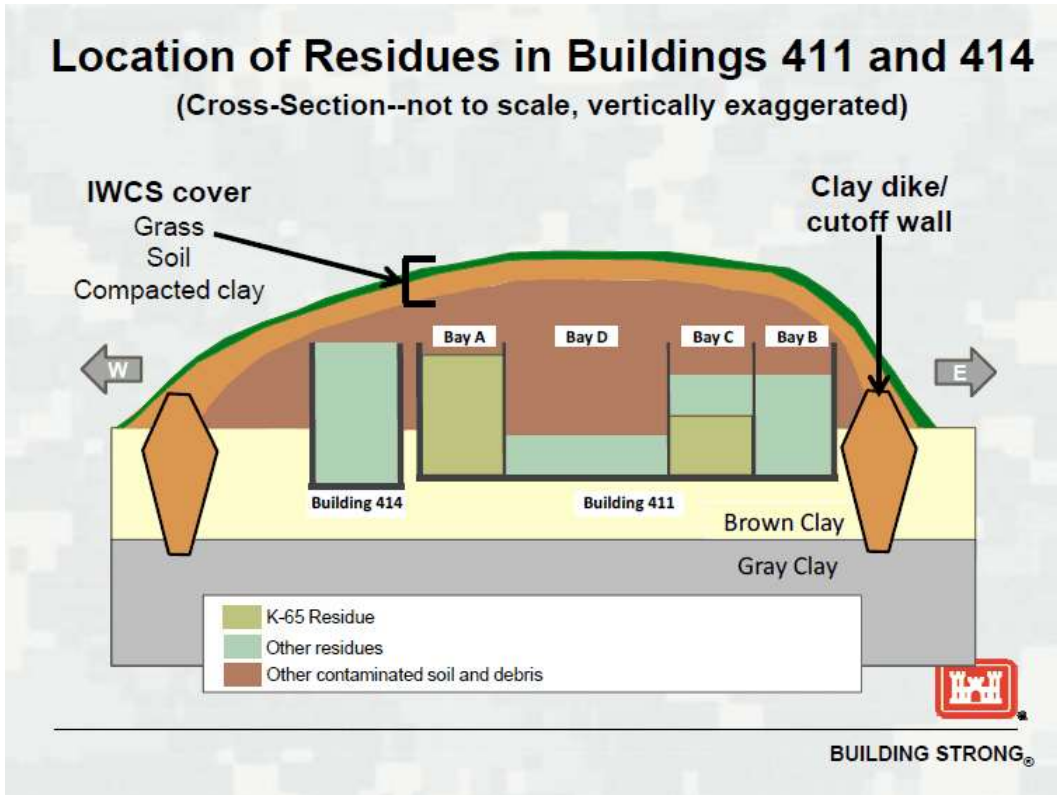 Location of Residues in Buildings 411 and 414
(Cross-Section--not to scale, vertically exaggerated)
IWCS cover
Grass
Soil
Compacted clay
Clay dike/
cutoff wall
W
E
Bay A
Bay D
Bay C
Bay B
Building 414
Building 411
Brown Clay
Gray Clay
K-65 Residue
Other residues
Other contaminated soil and debris
BUILDING STRONG®